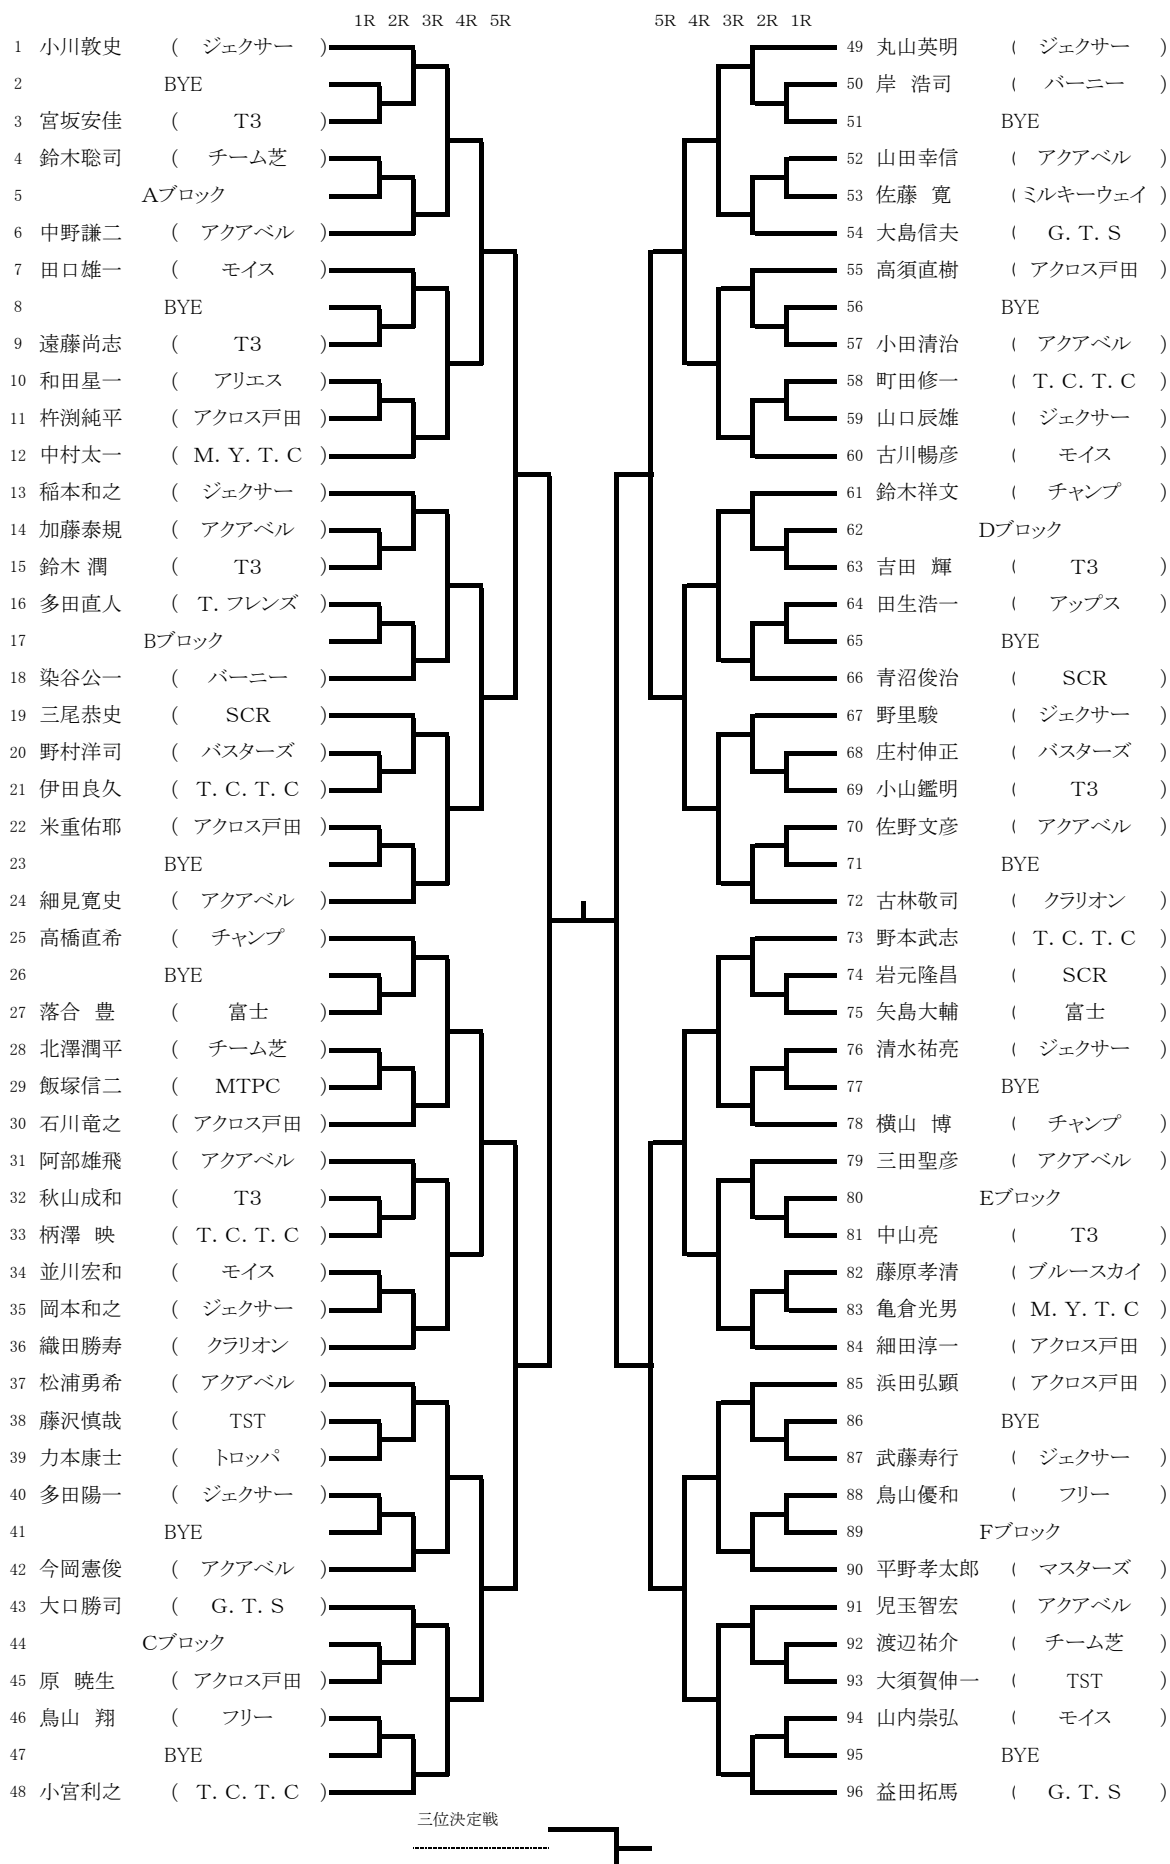 1R 2R 3R 4R 5R
5R 4R 3R 2R 1R
1 小川敦史 ( ジェクサー )
2 BYE
3 宮坂安佳 ( T3 )
4 鈴木聡司 ( チーム芝 )
5 Aブロック
6 中野謙二 ( アクアベル )
7 田口雄一 ( モイス )
8 BYE
9 遠藤尚志 ( T3 )
10 和田星一 ( アリエス )
11 杵渕純平 ( アクロス戸田 )
12 中村太一 ( M. Y. T. C )
13 稲本和之 ( ジェクサー )
14 加藤泰規 ( アクアベル )
15 鈴木 潤 ( T3 )
16 多田直人 ( T. フレンズ )
17 Bブロック
18 染谷公一 ( バーニー )
19 三尾恭史 ( SCR )
20 野村洋司 ( バスターズ )
21 伊田良久 ( T. C. T. C )
22 米重佑耶 ( アクロス戸田 )
23 BYE
24 細見寛史 ( アクアベル )
25 高橋直希 ( チャンプ )
26 BYE
27 落合 豊 ( 富士 )
28 北澤潤平 ( チーム芝 )
29 飯塚信二 ( MTPC )
30 石川竜之 ( アクロス戸田 )
31 阿部雄飛 ( アクアベル )
32 秋山成和 ( T3 )
33 柄澤 映 ( T. C. T. C )
34 並川宏和 ( モイス )
35 岡本和之 ( ジェクサー )
36 織田勝寿 ( クラリオン )
37 松浦勇希 ( アクアベル )
38 藤沢慎哉 ( TST )
39 力本康士 ( トロッパ )
40 多田陽一 ( ジェクサー )
41 BYE
42 今岡憲俊 ( アクアベル )
43 大口勝司 ( G. T. S )
44 Cブロック
45 原 暁生 ( アクロス戸田 )
46 鳥山 翔 ( フリー )
47 BYE
48 小宮利之 ( T. C. T. C )
49 丸山英明 ( ジェクサー )
50 岸 浩司 ( バーニー )
51 BYE
52 山田幸信 ( アクアベル )
53 佐藤 寛 ( ミルキーウェイ )
54 大島信夫 ( G. T. S )
55 高須直樹 ( アクロス戸田 )
56 BYE
57 小田清治 ( アクアベル )
58 町田修一 ( T. C. T. C )
59 山口辰雄 ( ジェクサー )
60 古川暢彦 ( モイス )
61 鈴木祥文 ( チャンプ )
62 Dブロック
63 吉田 輝 ( T3 )
64 田生浩一 ( アップス )
65 BYE
66 青沼俊治 ( SCR )
67 野里駿 ( ジェクサー )
68 庄村伸正 ( バスターズ )
69 小山鑑明 ( T3 )
70 佐野文彦 ( アクアベル )
71 BYE
72 古林敬司 ( クラリオン )
73 野本武志 ( T. C. T. C )
74 岩元隆昌 ( SCR )
75 矢島大輔 ( 富士 )
76 清水祐亮 ( ジェクサー )
77 BYE
78 横山 博 ( チャンプ )
79 三田聖彦 ( アクアベル )
80 Eブロック
81 中山亮 ( T3 )
82 藤原孝清 ( ブルースカイ )
83 亀倉光男 ( M. Y. T. C )
84 細田淳一 ( アクロス戸田 )
85 浜田弘顕 ( アクロス戸田 )
86 BYE
87 武藤寿行 ( ジェクサー )
88 鳥山優和 ( フリー )
89 Fブロック
90 平野孝太郎 ( マスターズ )
91 児玉智宏 ( アクアベル )
92 渡辺祐介 ( チーム芝 )
93 大須賀伸一 ( TST )
94 山内崇弘 ( モイス )
95 BYE
96 益田拓馬 ( G. T. S )
三位決定戦